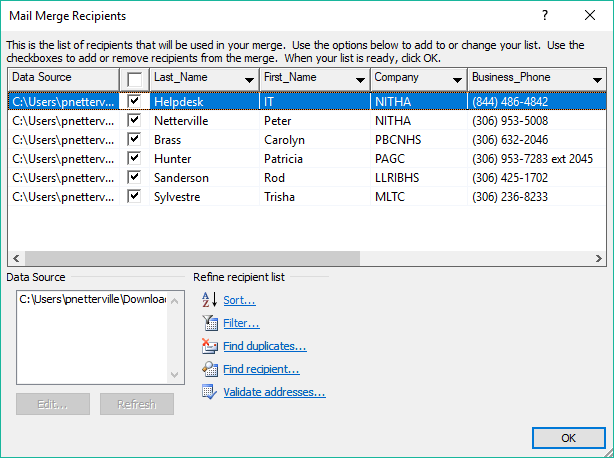 Mail Merge Recipients
This is the list of recipients that will be used in your merge. Use the options below to add to or change your list. Use the
checkboxes to add or remove recipients from the merge. When your list is ready, click OK.
Data Source Last_Name First_Name Company Business_Phone
C:\Users\pnetterv... Helpdesk IT NITHA (844) 486-4842
C:\Users\pnetterv... Netterville Peter NITHA (306) 953-5008
C:\Users\pnetterv... Brass Carolyn PBCNHS (306) 632-2046
C:\Users\pnetterv... Hunter Patricia PAGC (306) 953-7283 ext 2045
C:\Users\pnetterv... Sanderson Rod LLRIBHS (306) 425-1702
C:\Users\pnetterv... Sylvestre Trisha MLTC (306) 236-8233
Data Source
C:\Users\pnetterville\Downloa
Edit...
Refresh
Refine recipient list
Sort...
Filter...
Find duplicates...
Find recipient...
Validate addresses...
OK